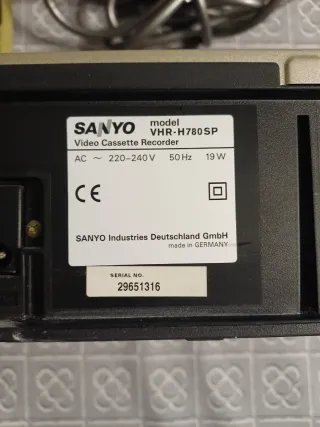 SANYO model VHR-H780SP
Video Cassette Recorder
AC ~ 220-240V 50Hz 19W
CE
SANYO Industries Deutschland GmbH
made in GERMANY
SERIAL NO.
29651316